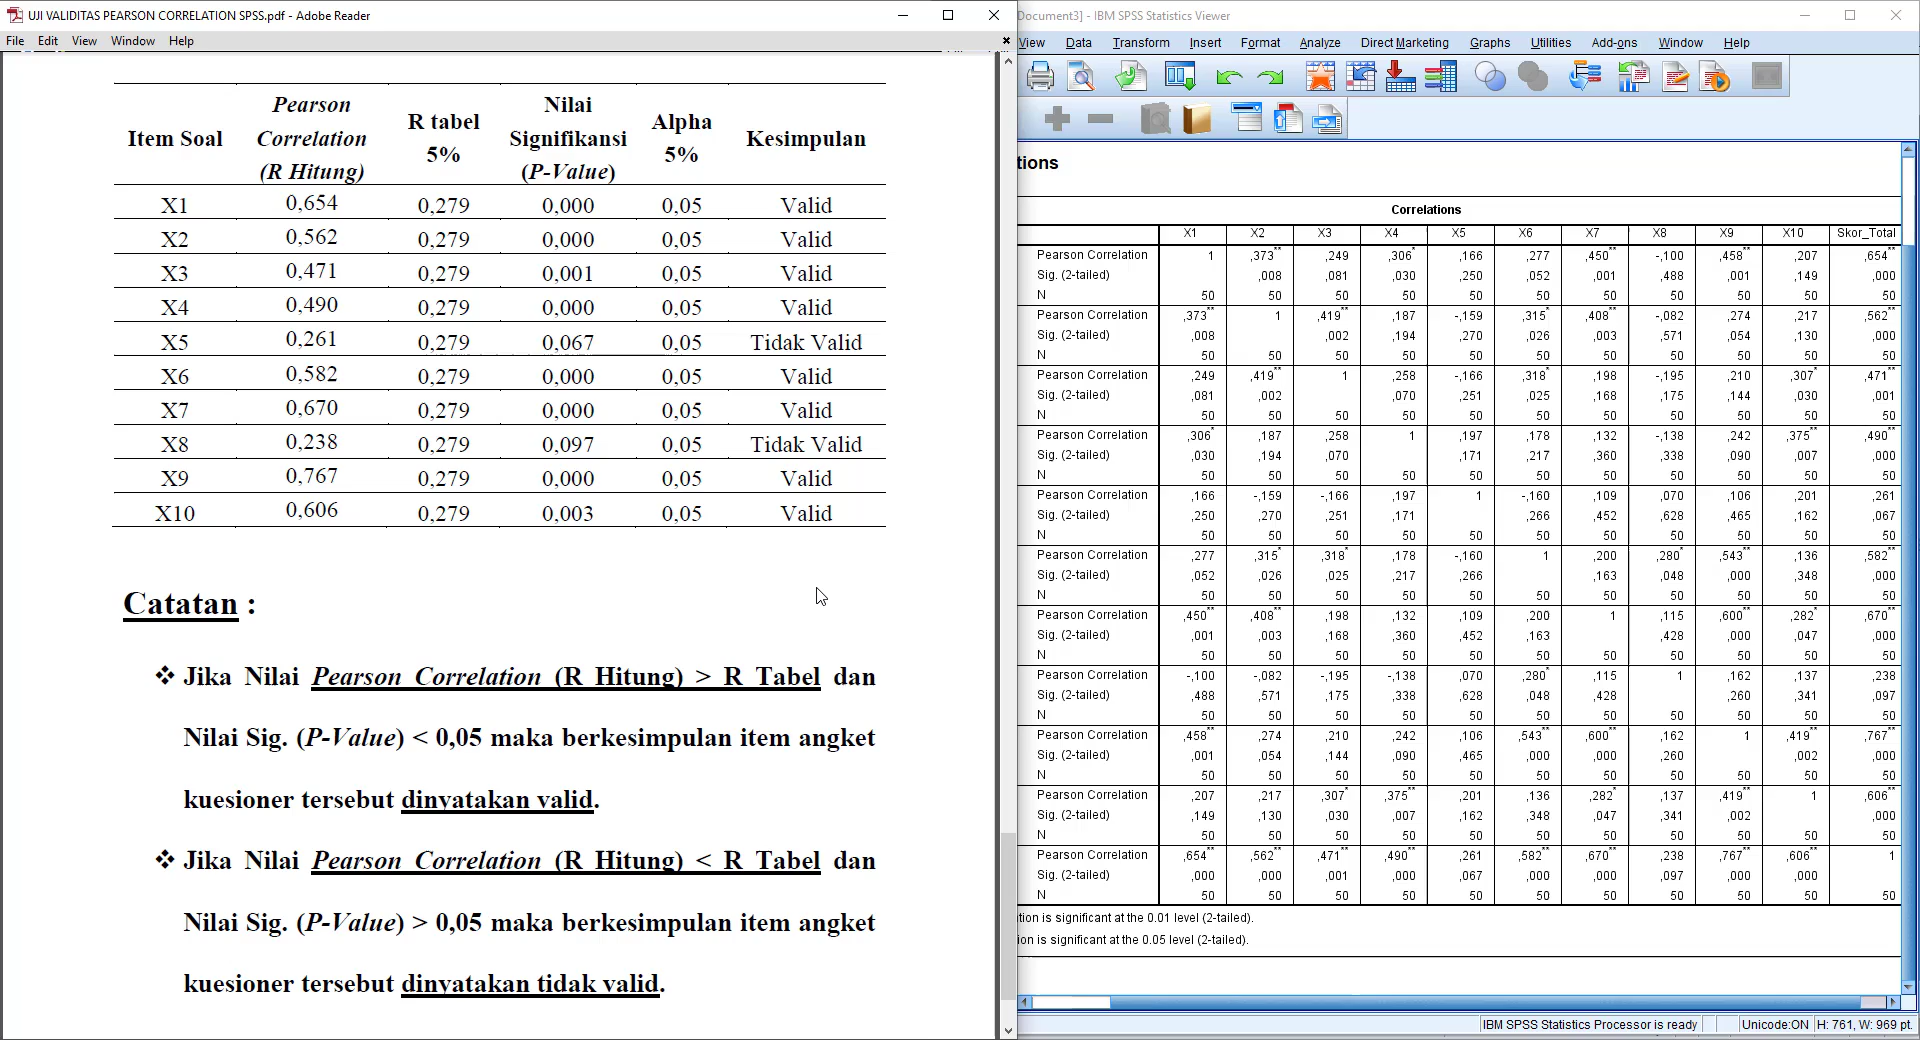 UJI VALIDITAS PEARSON CORRELATION SPSS.pdf - Adobe Reader
File Edit View Window Help
Item Soal Pearson Correlation (R Hitung) R tabel 5% Nilai Signifikansi (P-Value) Alpha 5% Kesimpulan
X1 0,654 0,279 0,000 0,05 Valid
X2 0,562 0,279 0,000 0,05 Valid
X3 0,471 0,279 0,001 0,05 Valid
X4 0,490 0,279 0,000 0,05 Valid
X5 0,261 0,279 0,067 0,05 Tidak Valid
X6 0,582 0,279 0,000 0,05 Valid
X7 0,670 0,279 0,000 0,05 Valid
X8 0,238 0,279 0,097 0,05 Tidak Valid
X9 0,767 0,279 0,000 0,05 Valid
X10 0,606 0,279 0,003 0,05 Valid
Catatan :
❖ Jika Nilai Pearson Correlation (R Hitung) > R Tabel dan
Nilai Sig. (P-Value) < 0,05 maka berkesimpulan item angket
kuesioner tersebut dinyatakan valid.
❖ Jika Nilai Pearson Correlation (R Hitung) < R Tabel dan
Nilai Sig. (P-Value) > 0,05 maka berkesimpulan item angket
kuesioner tersebut dinyatakan tidak valid.
Document3] - IBM SPSS Statistics Viewer
View Data Transform Insert Format Analyze Direct Marketing Graphs Utilities Add-ons Window Help
tions
Correlations
X1 X2 X3 X4 X5 X6 X7 X8 X9 X10 Skor_Total
Pearson Correlation 1 ,373** ,249 ,306* ,166 ,277 ,450** -,100 ,458** ,207 ,654**
Sig. (2-tailed) ,008 ,081 ,030 ,250 ,052 ,001 ,488 ,001 ,149 ,000
N 50 50 50 50 50 50 50 50 50 50 50
Pearson Correlation ,373** 1 ,419** ,187 -,159 ,315* ,408** -,082 ,274 ,217 ,562**
Sig. (2-tailed) ,008 ,002 ,194 ,270 ,026 ,003 ,571 ,054 ,130 ,000
N 50 50 50 50 50 50 50 50 50 50 50
Pearson Correlation ,249 ,419** 1 ,258 -,166 ,318* ,198 -,195 ,210 ,307* ,471**
Sig. (2-tailed) ,081 ,002 ,070 ,251 ,025 ,168 ,175 ,144 ,030 ,001
N 50 50 50 50 50 50 50 50 50 50 50
Pearson Correlation ,306* ,187 ,258 1 ,197 ,178 ,132 -,138 ,242 ,375** ,490**
Sig. (2-tailed) ,030 ,194 ,070 ,171 ,217 ,360 ,338 ,090 ,007 ,000
N 50 50 50 50 50 50 50 50 50 50 50
Pearson Correlation ,166 -,159 -,166 ,197 1 -,160 ,109 ,070 ,106 ,201 ,261
Sig. (2-tailed) ,250 ,270 ,251 ,171 ,266 ,452 ,628 ,465 ,162 ,067
N 50 50 50 50 50 50 50 50 50 50 50
Pearson Correlation ,277 ,315* ,318* ,178 -,160 1 ,200 ,280* ,543** ,136 ,582**
Sig. (2-tailed) ,052 ,026 ,025 ,217 ,266 ,163 ,048 ,000 ,348 ,000
N 50 50 50 50 50 50 50 50 50 50 50
Pearson Correlation ,450** ,408** ,198 ,132 ,109 ,200 1 ,115 ,600** ,282* ,670**
Sig. (2-tailed) ,001 ,003 ,168 ,360 ,452 ,163 ,428 ,000 ,047 ,000
N 50 50 50 50 50 50 50 50 50 50 50
Pearson Correlation -,100 -,082 -,195 -,138 ,070 ,280* ,115 1 ,162 ,137 ,238
Sig. (2-tailed) ,488 ,571 ,175 ,338 ,628 ,048 ,428 ,260 ,341 ,097
N 50 50 50 50 50 50 50 50 50 50 50
Pearson Correlation ,458** ,274 ,210 ,242 ,106 ,543** ,600** ,162 1 ,419** ,767**
Sig. (2-tailed) ,001 ,054 ,144 ,090 ,465 ,000 ,000 ,260 ,002 ,000
N 50 50 50 50 50 50 50 50 50 50 50
Pearson Correlation ,207 ,217 ,307* ,375** ,201 ,136 ,282* ,137 ,419** 1 ,606**
Sig. (2-tailed) ,149 ,130 ,030 ,007 ,162 ,348 ,047 ,341 ,002 ,000
N 50 50 50 50 50 50 50 50 50 50 50
Pearson Correlation ,654** ,562** ,471** ,490** ,261 ,582** ,670** ,238 ,767** ,606** 1
Sig. (2-tailed) ,000 ,000 ,001 ,000 ,067 ,000 ,000 ,097 ,000 ,000
N 50 50 50 50 50 50 50 50 50 50 50
tion is significant at the 0.01 level (2-tailed).
ion is significant at the 0.05 level (2-tailed).
IBM SPSS Statistics Processor is ready Unicode:ON H: 761, W: 969 pt.